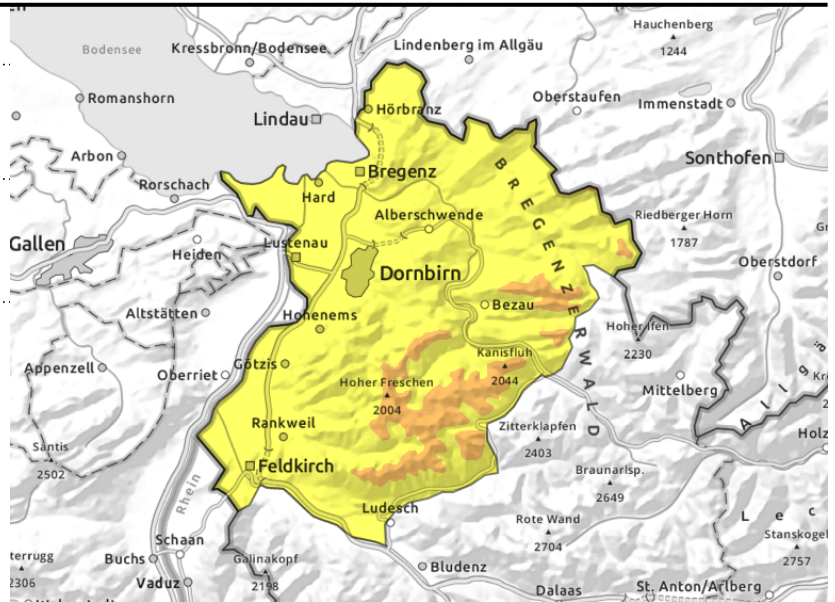 Hauchenberg
1244
Bodensee
Kressbronn/Bodensee
Lindenberg im Allgäu
Romanshorn
Hörbranz
Oberstaufen
Immenstadt
Lindau
Arbon
Sonthofen
Bregenz
Rorschach
Hard
BREGENZERWALD
Alberschwende
Riedberger Horn
1787
Gallen
Lustenau
Heiden
Oberstdorf
Dornbirn
Bezau
Altstätten
Hohenems
Hoher Ifen
2230
Kanisfluh
2044
Appenzell
Götzis
Oberriet
Hoher Freschen
2004
Mittelberg
Allgä
Rankweil
Zitterklapfen
2403
Holz
Säntis
2502
Feldkirch
Braunarlsp.
2649
Rhein
Ludesch
Rote Wand
2704
Lec
Stanskogel
2757
Schaan
Buchs
Galinakopf
2198
terrugg
2306
Vaduz
Bludenz
Dalaas
St. Anton/Arlberg